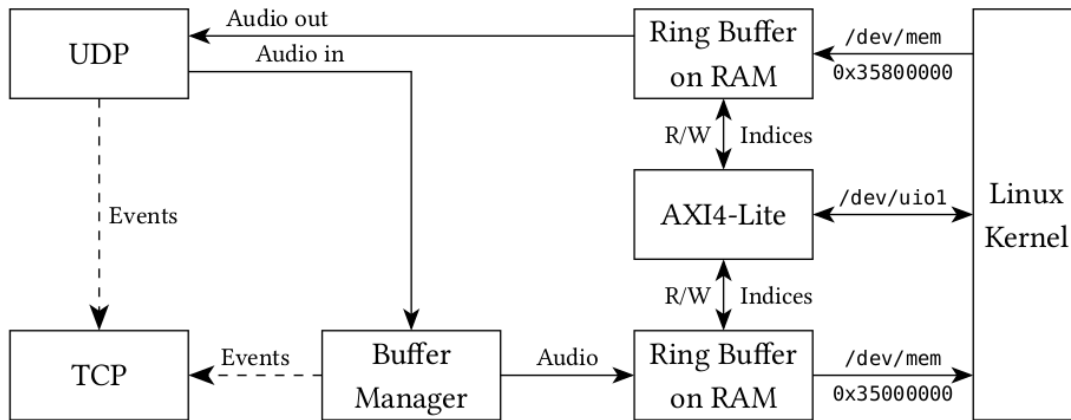 Audio out
UDP
Audio in
Ring Buffer
on RAM
/dev/mem
0x35800000
R/W Indices
Events
AXI4-Lite
/dev/uio1
Linux
Kernel
R/W Indices
TCP
Events
Buffer
Manager
Audio
Ring Buffer
on RAM
/dev/mem
0x35000000